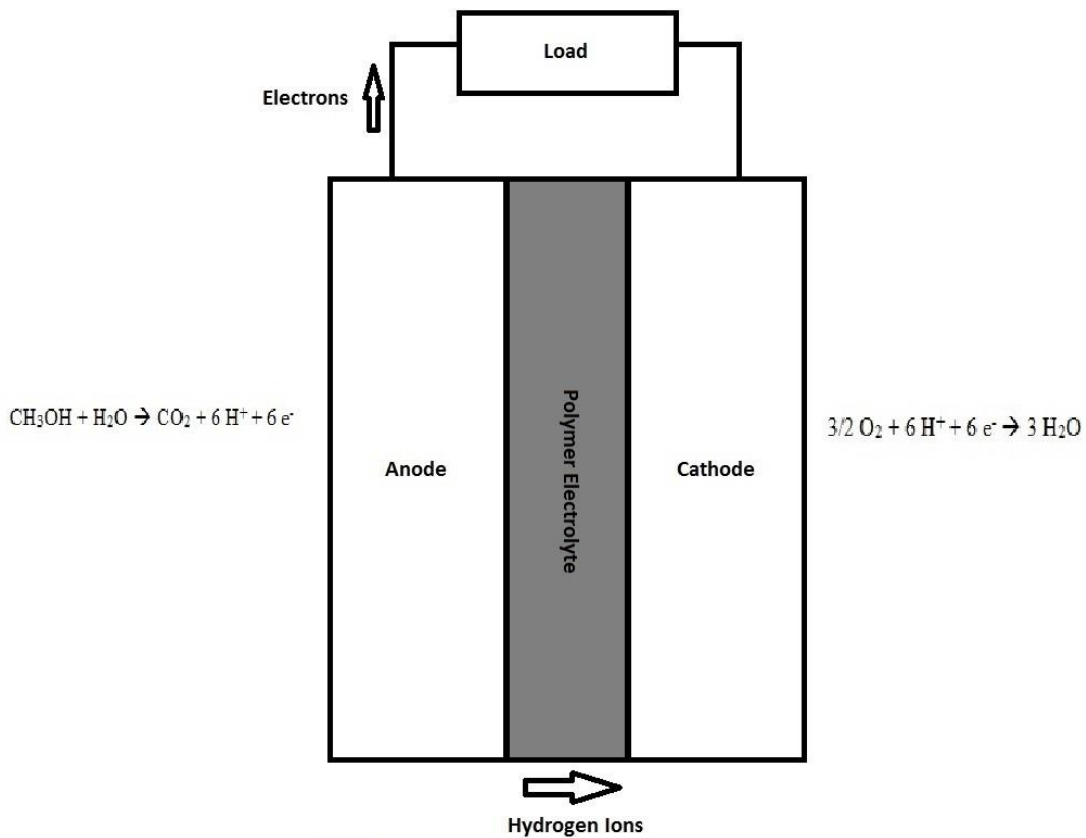 Load
Electrons
CH₃OH + H₂O → CO₂ + 6 H⁺ + 6 e⁻
Anode
Polymer Electrolyte
Cathode
3/2 O₂ + 6 H⁺ + 6 e⁻ → 3 H₂O
Hydrogen Ions